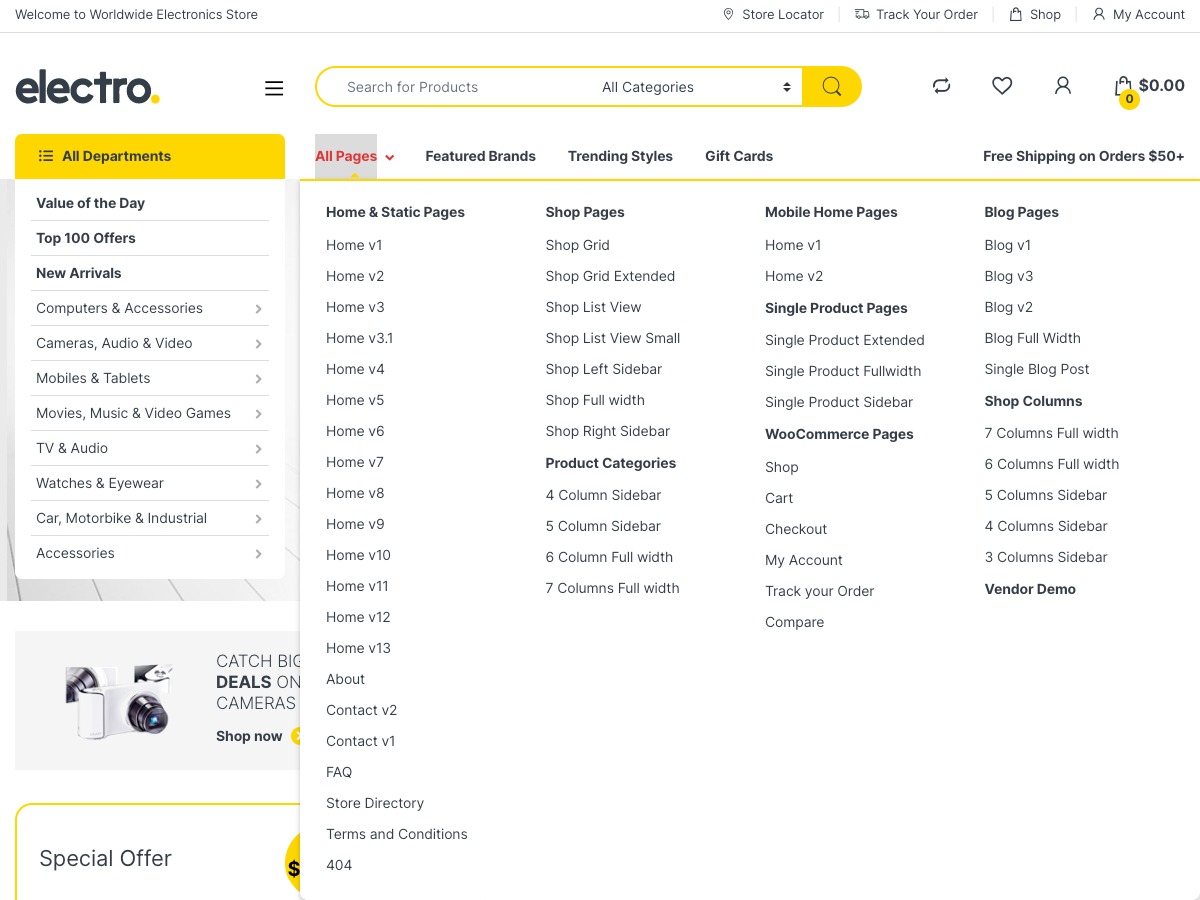 Welcome to Worldwide Electronics Store
Store Locator
Track Your Order
Shop
My Account
electro.
Search for Products
All Categories
0
$0.00
All Departments
All Pages
Featured Brands
Trending Styles
Gift Cards
Free Shipping on Orders $50+
Value of the Day
Top 100 Offers
New Arrivals
Computers & Accessories
Cameras, Audio & Video
Mobiles & Tablets
Movies, Music & Video Games
TV & Audio
Watches & Eyewear
Car, Motorbike & Industrial
Accessories
Home & Static Pages
Home v1
Home v2
Home v3
Home v3.1
Home v4
Home v5
Home v6
Home v7
Home v8
Home v9
Home v10
Home v11
Home v12
Home v13
About
Contact v2
Contact v1
FAQ
Store Directory
Terms and Conditions
404
Shop Pages
Shop Grid
Shop Grid Extended
Shop List View
Shop List View Small
Shop Left Sidebar
Shop Full width
Shop Right Sidebar
Product Categories
4 Column Sidebar
5 Column Sidebar
6 Column Full width
7 Columns Full width
Mobile Home Pages
Home v1
Home v2
Single Product Pages
Single Product Extended
Single Product Fullwidth
Single Product Sidebar
WooCommerce Pages
Shop
Cart
Checkout
My Account
Track your Order
Compare
Blog Pages
Blog v1
Blog v3
Blog v2
Blog Full Width
Single Blog Post
Shop Columns
7 Columns Full width
6 Columns Full width
5 Columns Sidebar
4 Columns Sidebar
3 Columns Sidebar
Vendor Demo
CATCH BIG
DEALS ON
CAMERAS
Shop now
Special Offer
$